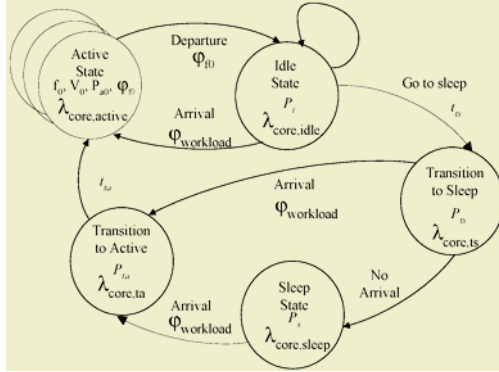 Active
State
f₀, V₀, Pₐ₀, φf₀
λcore,active
Departure
φf0
Idle
State
Pᵢ
λcore,idle
Go to sleep
tts
Arrival
φworkload
Transition
to Sleep
Pts
λcore,ts
Arrival
φworkload
tta
Transition
to Active
Pta
λcore,ta
No
Arrival
Sleep
State
Ps
λcore,sleep
Arrival
φworkload